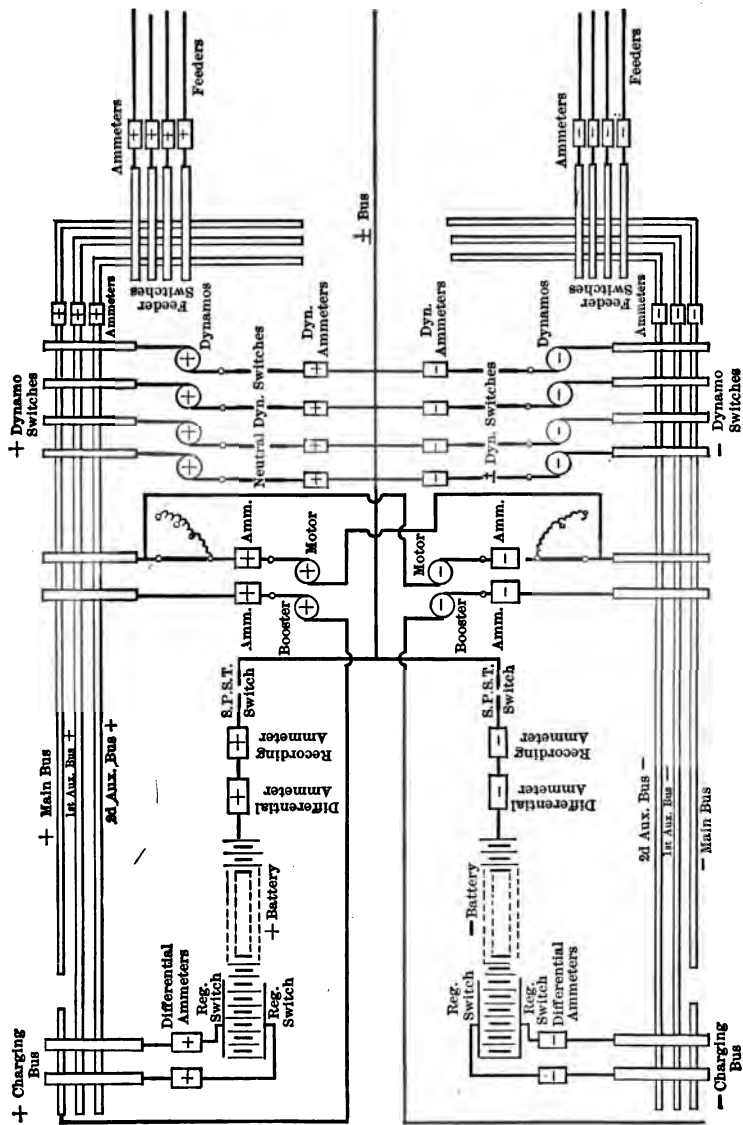 Ammeters
+
+
+
+
Feeders
Feeder
Switches
+
+
+
Ammeters
+ Dynamo
Switches
Dynamos
+
+
+
+
Neutral Dyn. Switches
Dyn.
Ammeters
+
+
+
+
± Bus
Dyn.
Ammeters
−
−
−
−
± Dyn. Switches
Dynamos
−
−
−
−
Ammeters
−
−
−
−
Feeders
Feeder
Switches
Ammeters
−
−
−
− Dynamo
Switches
Amm.
+
Motor
+
Amm.
+
Booster
+
Motor
−
Amm.
−
Booster
−
Amm.
−
+ Main Bus
1st Aux. Bus +
2d Aux. Bus +
S.P.S.T.
Switch
+
Recording
Ammeter
+
Differential
Ammeter
+ Battery
Differential
Ammeters
Reg.
Switch
Reg.
Switch
+
+
+ Charging
Bus
S.P.S.T.
Switch
−
Recording
Ammeter
−
Differential
Ammeter
− Battery
Reg.
Switch
Reg.
Switch
Differential
Ammeters
−
−
2d Aux. Bus −
1st Aux. Bus −
− Main Bus
− Charging
Bus